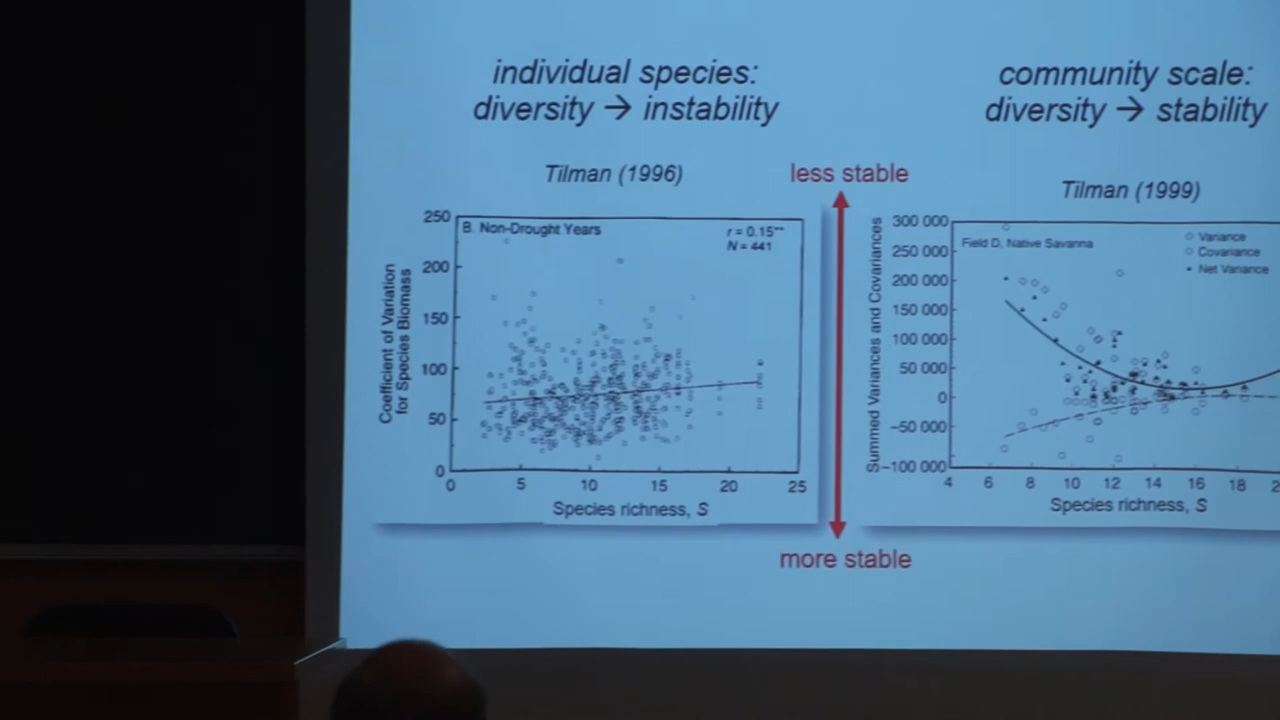 individual species:
diversity → instability
community scale:
diversity → stability
Tilman (1996)
less stable
Tilman (1999)
B. Non-Drought Years
r = 0.15**
N = 441
250
200
150
100
50
0
Coefficient of Variation
for Species Biomass
0 5 10 15 20 25
Species richness, S
more stable
Field D, Native Savanna
Variance
Covariance
Net Variance
300 000
250 000
200 000
150 000
100 000
50 000
0
−50 000
−100 000
Summed Variances and Covariances
4 6 8 10 12 14 16 18
Species richness, S